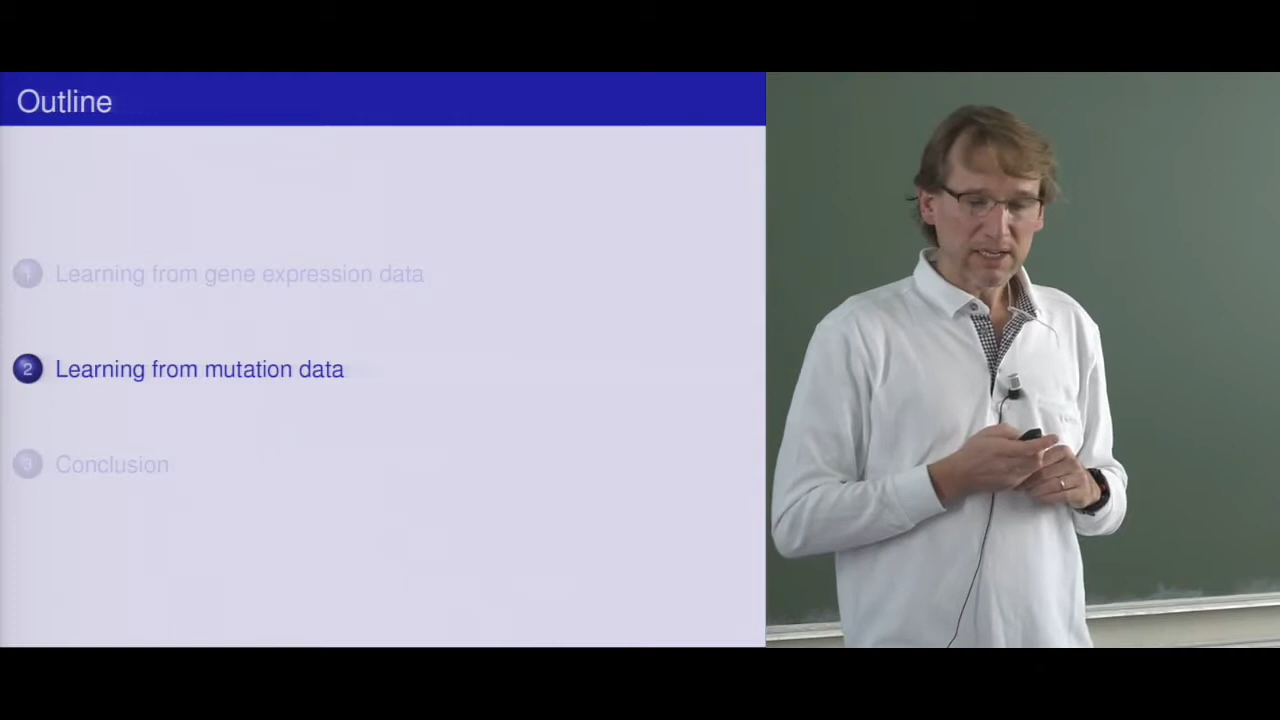 Outline
1 Learning from gene expression data
2 Learning from mutation data
3 Conclusion